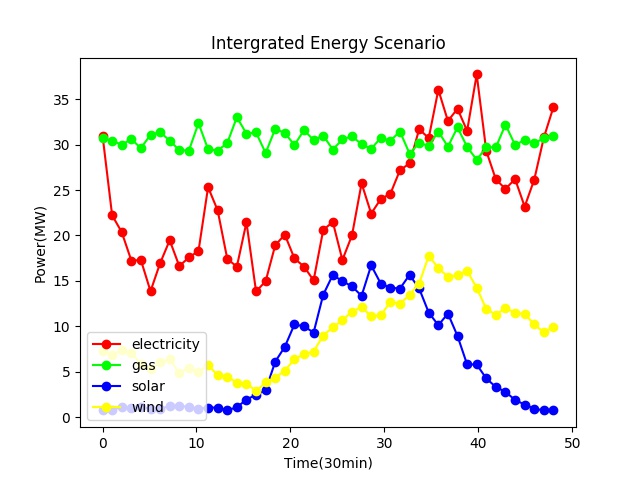 Intergrated Energy Scenario
Power(MW)
35
30
25
20
15
10
5
0
electricity
gas
solar
wind
0 10 20 30 40 50
Time(30min)